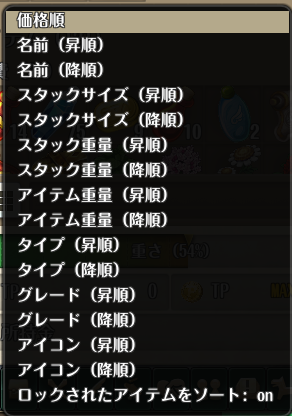 価格順
名前（昇順）
名前（降順）
スタックサイズ（昇順）
スタックサイズ（降順）
スタック重量（昇順）
スタック重量（降順）
アイテム重量（昇順）
アイテム重量（降順）
タイプ（昇順）
タイプ（降順）
重さ（54%）
グレード（昇順）
0
TP
グレード（降順）
アイコン（昇順）
アイコン（降順）
ロックされたアイテムをソート: on